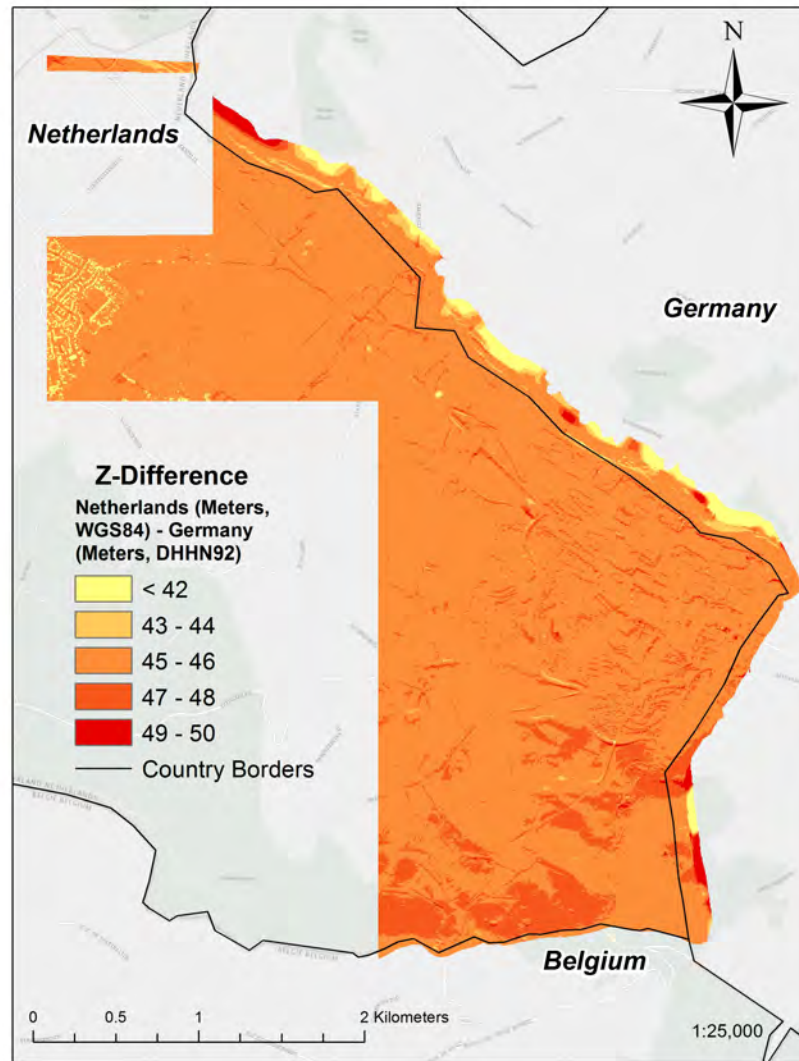 N
Netherlands
Germany
Z-Difference
Netherlands (Meters,
WGS84) - Germany
(Meters, DHHN92)
< 42
43 - 44
45 - 46
47 - 48
49 - 50
Country Borders
Belgium
0 0.5 1 2 Kilometers
1:25,000